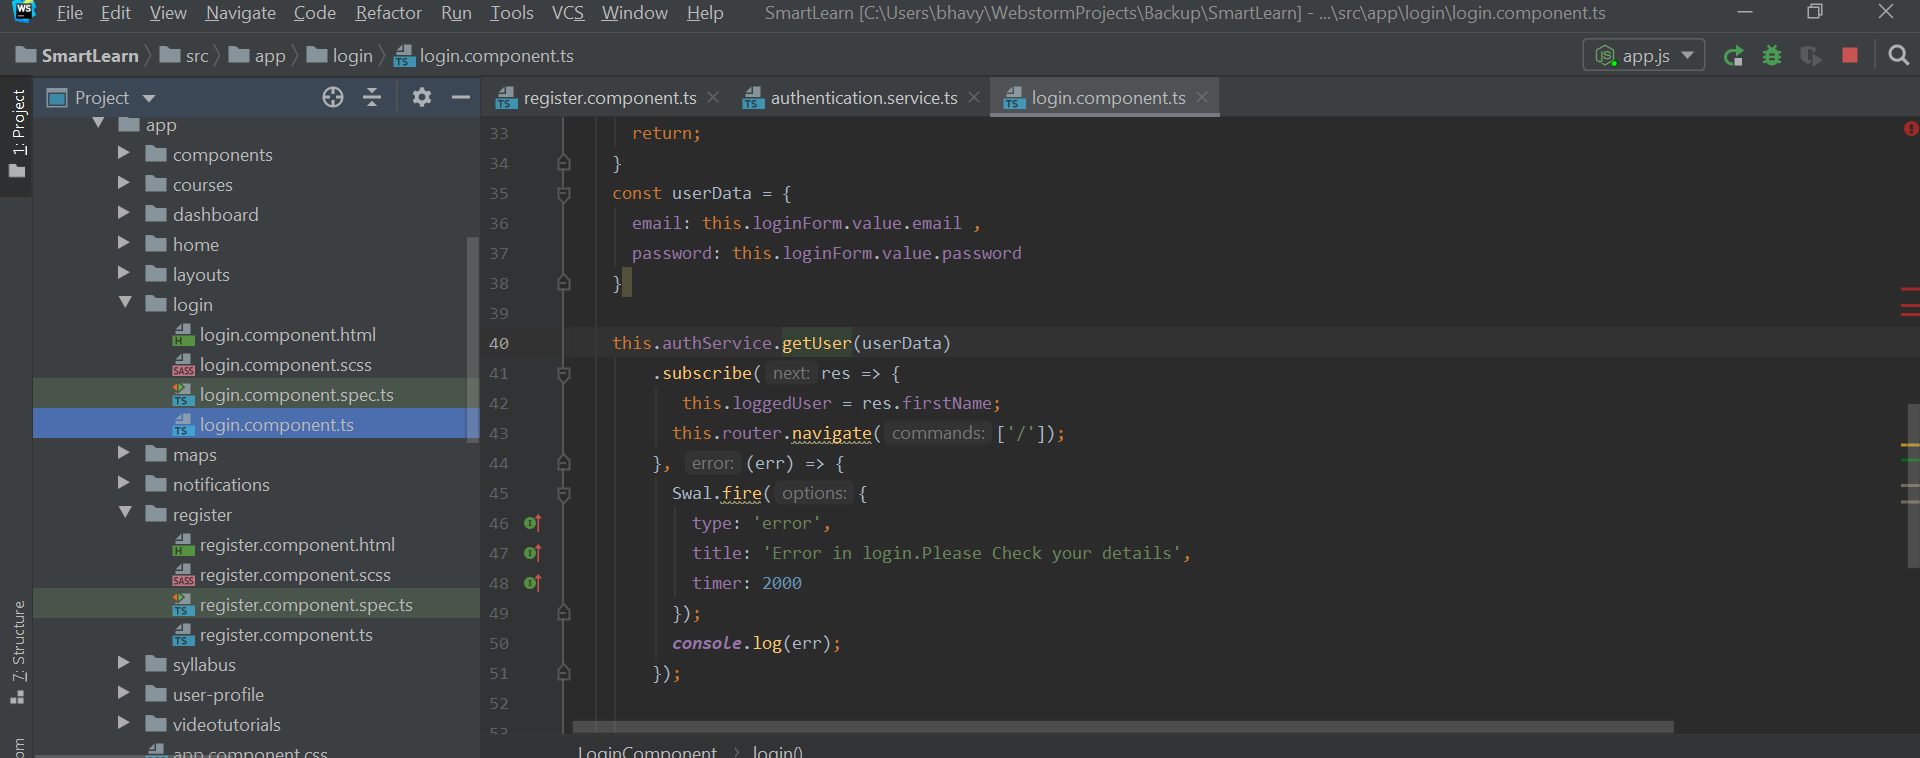 WS File Edit View Navigate Code Refactor Run Tools VCS Window Help SmartLearn [C:\Users\bhavy\WebstormProjects\Backup\SmartLearn] - ...\src\app\login\login.component.ts
SmartLearn src app login login.component.ts app.js
1: Project
7: Structure
Project
app
components
courses
dashboard
home
layouts
login
login.component.html
login.component.scss
login.component.spec.ts
login.component.ts
maps
notifications
register
register.component.html
register.component.scss
register.component.spec.ts
register.component.ts
syllabus
user-profile
videotutorials
app.component.css
register.component.ts authentication.service.ts login.component.ts
33 return;
34 }
35 const userData = {
36 email: this.loginForm.value.email ,
37 password: this.loginForm.value.password
38 }
39
40 this.authService.getUser(userData)
41 .subscribe( next: res => {
42 this.loggedUser = res.firstName;
43 this.router.navigate( commands: ['/']);
44 }, error: (err) => {
45 Swal.fire( options: {
46 type: 'error',
47 title: 'Error in login.Please Check your details',
48 timer: 2000
49 });
50 console.log(err);
51 });
52
53
LoginComponent › login()